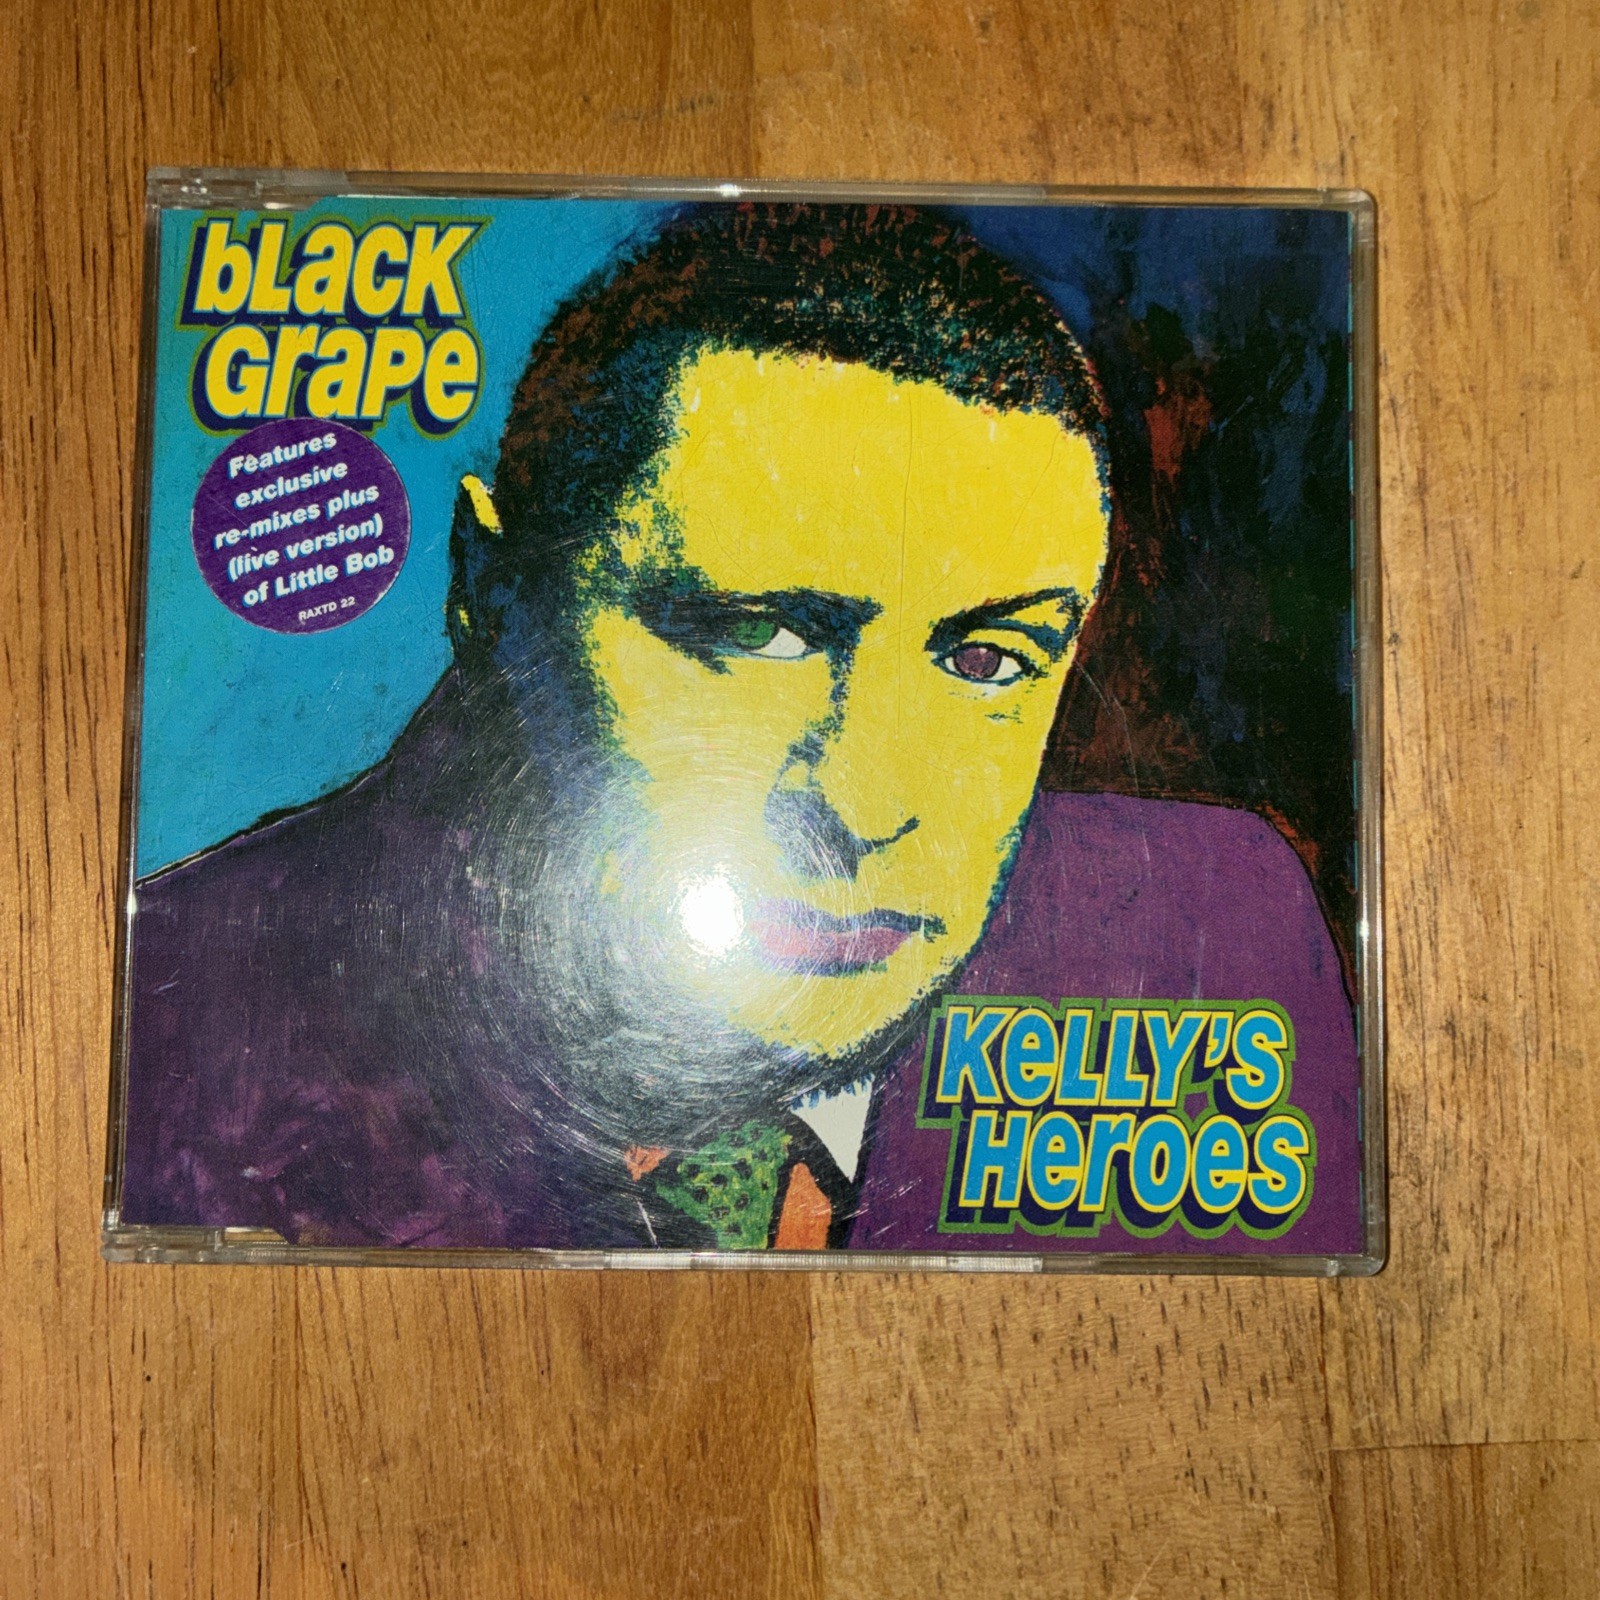 bLacK
GraPe
Features
exclusive
re-mixes plus
(live version)
of Little Bob
RAXTD 22
KeLLY'S
Heroes